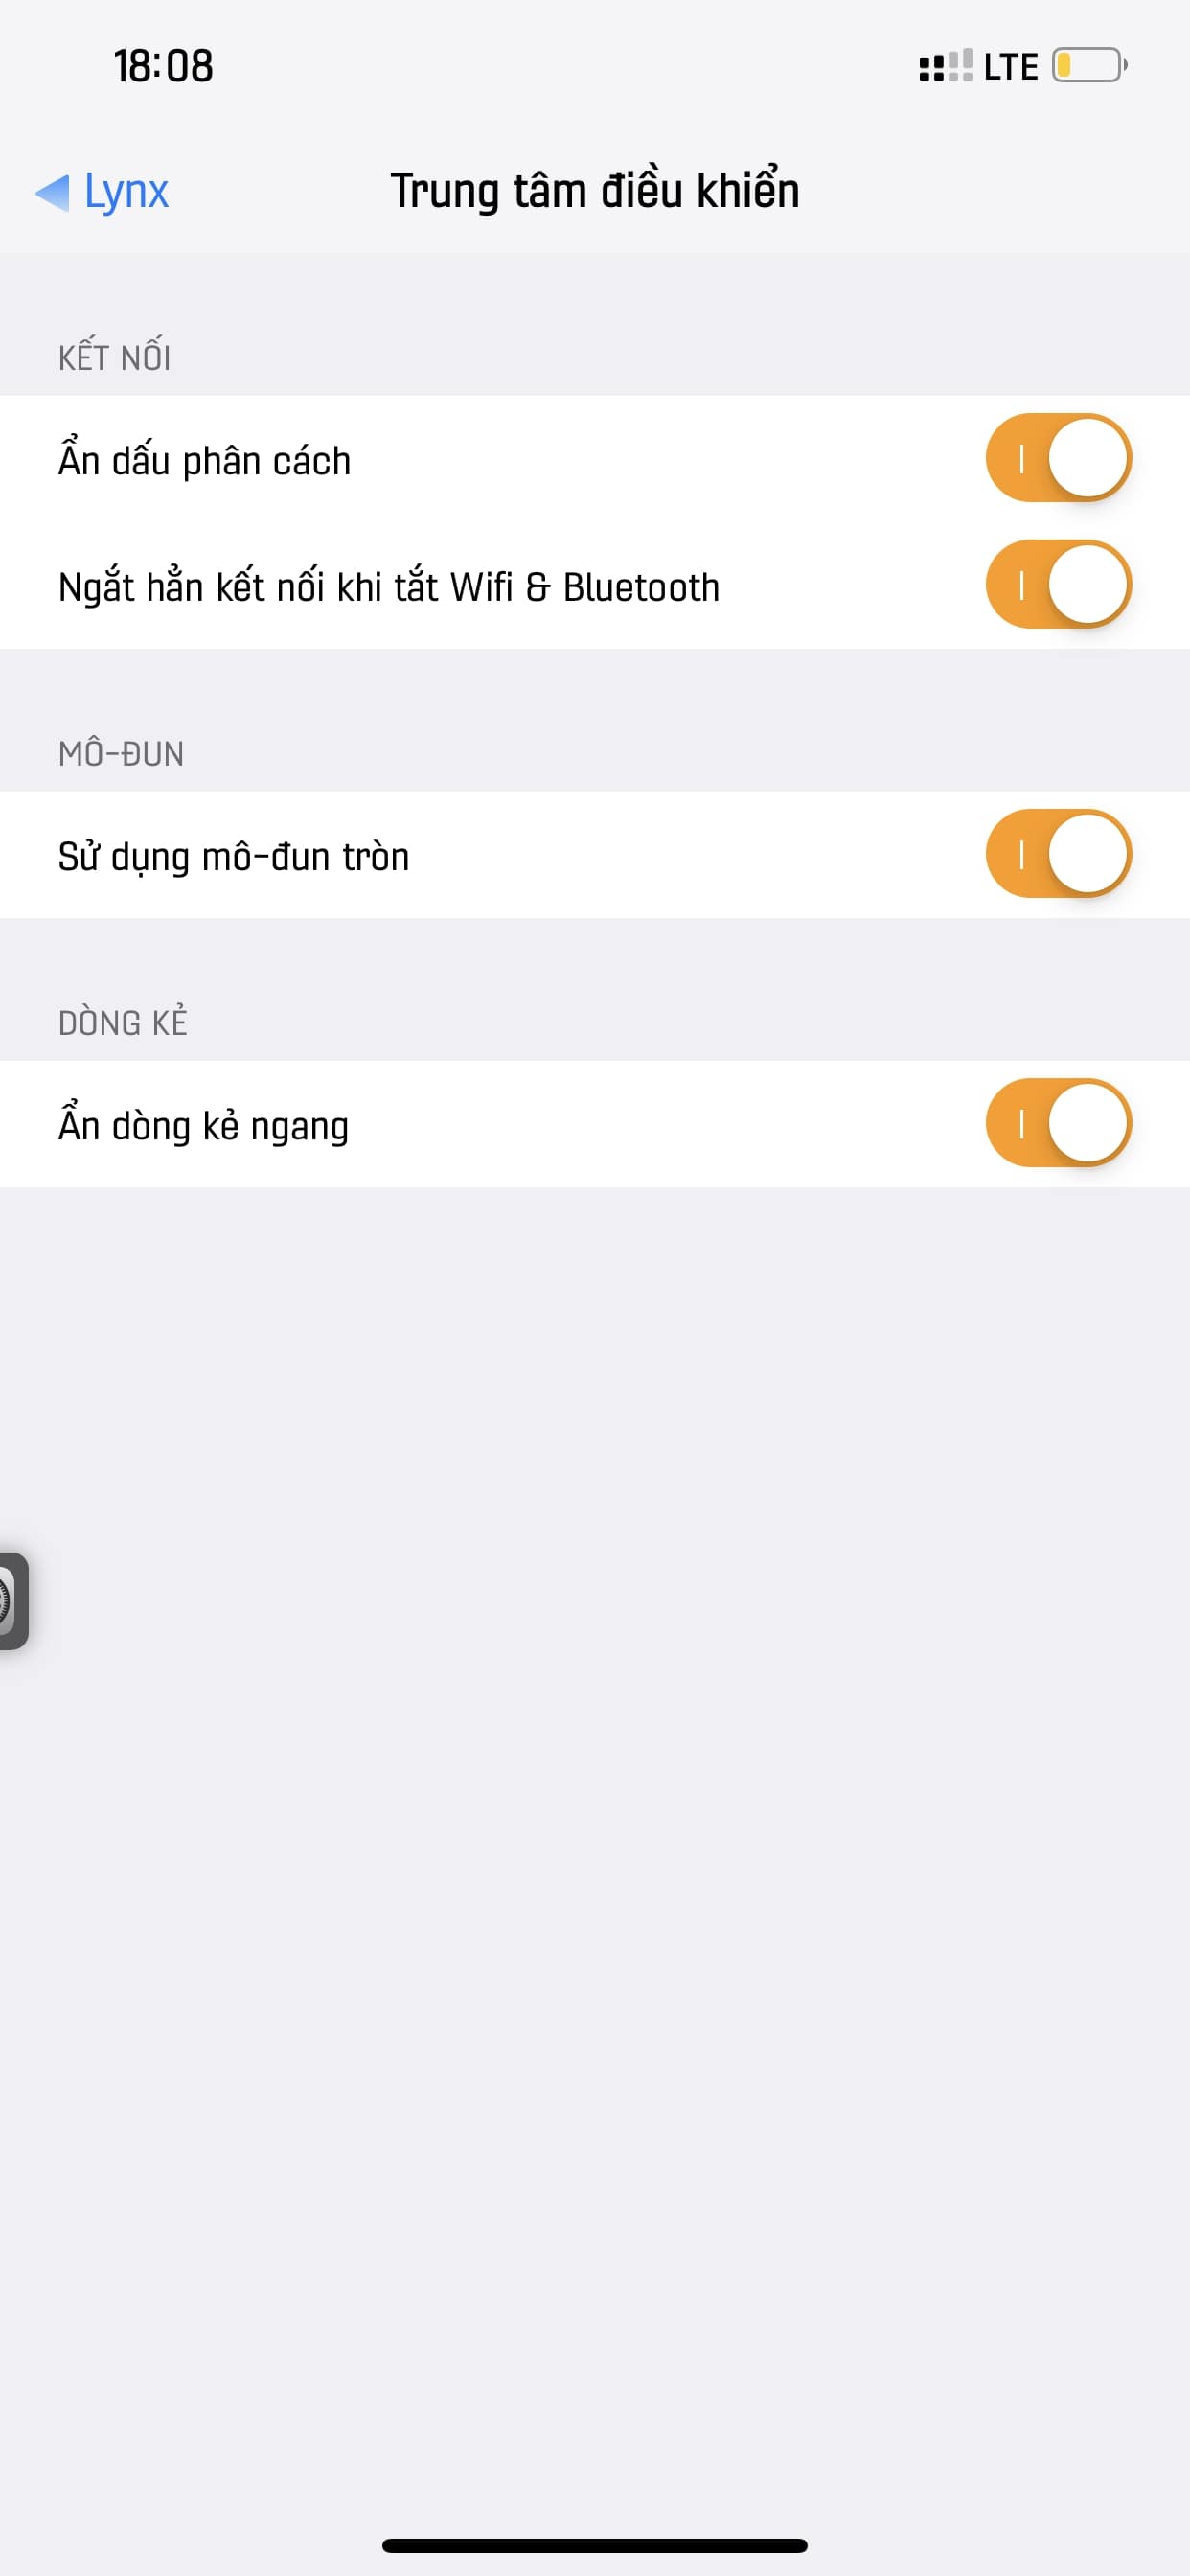 18:08
LTE
Lynx
Trung tâm điều khiển
KẾT NỐI
Ẩn dấu phân cách
Ngắt hẳn kết nối khi tắt Wifi & Bluetooth
MÔ-ĐUN
Sử dụng mô-đun tròn
DÒNG KẺ
Ẩn dòng kẻ ngang